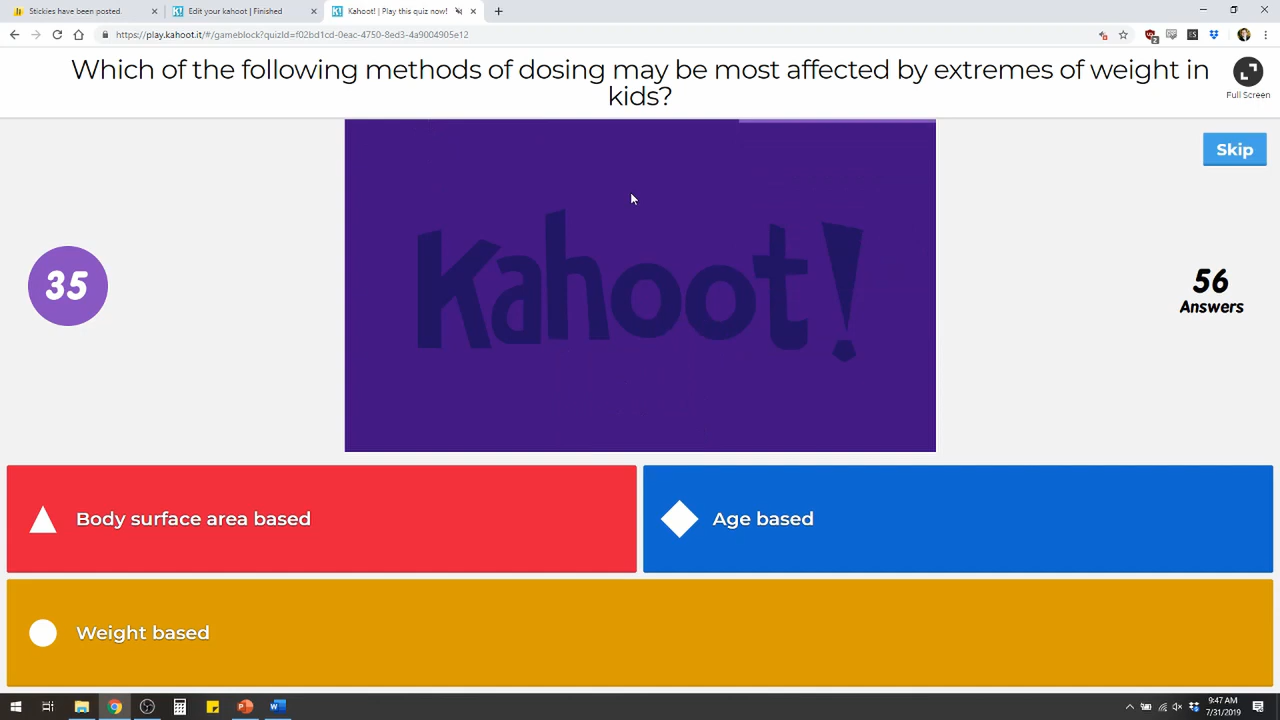 Stickies have been posted.
Edit your kahoot | Finished
Kahoot! | Play this quiz now!
https://play.kahoot.it/#/gameblock?quizId=f02bd1cd-0eac-4750-8ed3-4a9004905e12
Which of the following methods of dosing may be most affected by extremes of weight in
kids?
Full Screen
Skip
Kahoot!
35
56
Answers
Body surface area based
Age based
Weight based
9:47 AM
7/31/2019